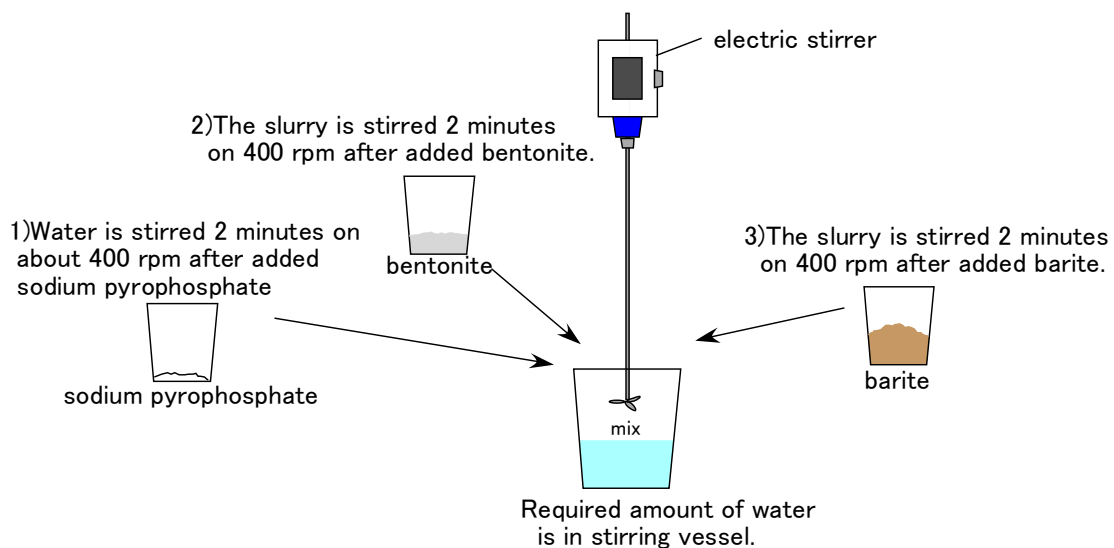 electric stirrer
2)The slurry is stirred 2 minutes
on 400 rpm after added bentonite.
bentonite
1)Water is stirred 2 minutes on
about 400 rpm after added
sodium pyrophosphate
sodium pyrophosphate
3)The slurry is stirred 2 minutes
on 400 rpm after added barite.
barite
mix
Required amount of water
is in stirring vessel.